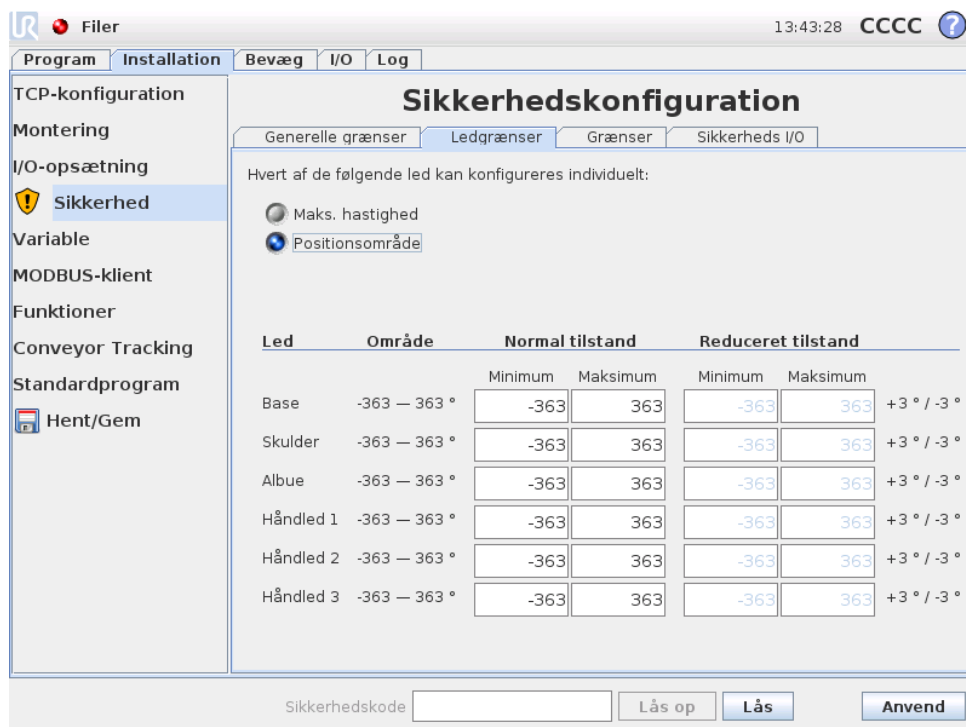 UR Filer 13:43:28 CCCC ?
Program Installation Bevæg I/O Log
TCP-konfiguration
Montering
I/O-opsætning
Sikkerhed
Variable
MODBUS-klient
Funktioner
Conveyor Tracking
Standardprogram
Hent/Gem
Sikkerhedskonfiguration
Generelle grænser Ledgrænser Grænser Sikkerheds I/O
Hvert af de følgende led kan konfigureres individuelt:
Maks. hastighed
Positionsområde
Led Område Normal tilstand Reduceret tilstand
Minimum Maksimum Minimum Maksimum
Base -363 — 363 ° -363 363 -363 363 +3 ° / -3 °
Skulder -363 — 363 ° -363 363 -363 363 +3 ° / -3 °
Albue -363 — 363 ° -363 363 -363 363 +3 ° / -3 °
Håndled 1 -363 — 363 ° -363 363 -363 363 +3 ° / -3 °
Håndled 2 -363 — 363 ° -363 363 -363 363 +3 ° / -3 °
Håndled 3 -363 — 363 ° -363 363 -363 363 +3 ° / -3 °
Sikkerhedskode Lås op Lås Anvend